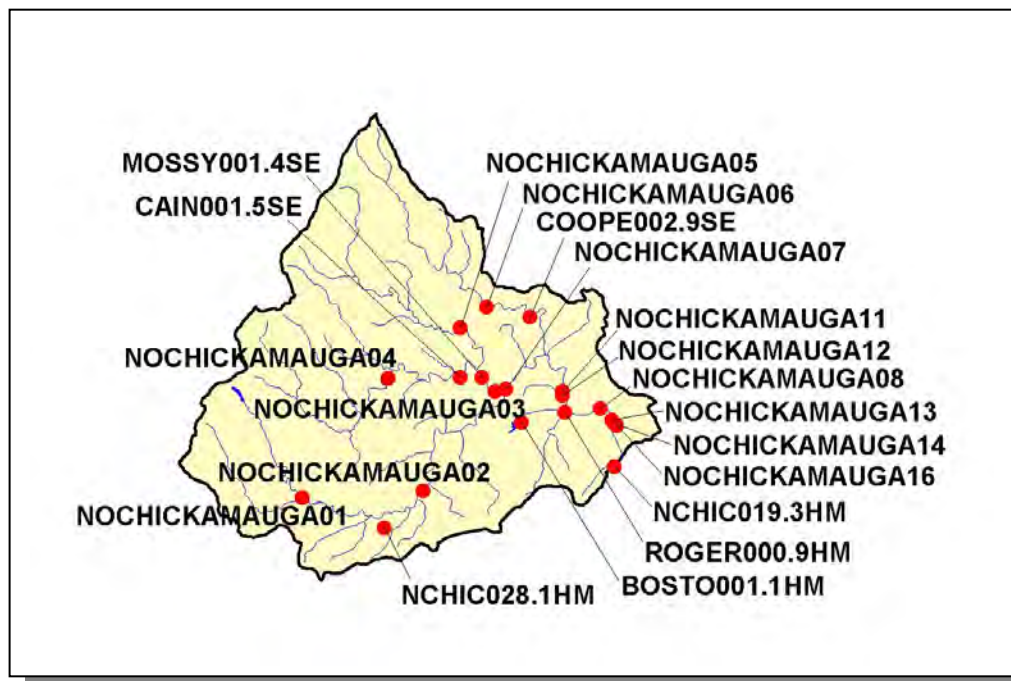 MOSSY001.4SE
CAIN001.5SE
NOCHICKAMAUGA05
NOCHICKAMAUGA06
COOPE002.9SE
NOCHICKAMAUGA07
NOCHICKAMAUGA11
NOCHICKAMAUGA12
NOCHICKAMAUGA04
NOCHICKAMAUGA08
NOCHICKAMAUGA03
NOCHICKAMAUGA13
NOCHICKAMAUGA14
NOCHICKAMAUGA02
NOCHICKAMAUGA16
NOCHICKAMAUGA01
NCHIC019.3HM
ROGER000.9HM
BOSTO001.1HM
NCHIC028.1HM